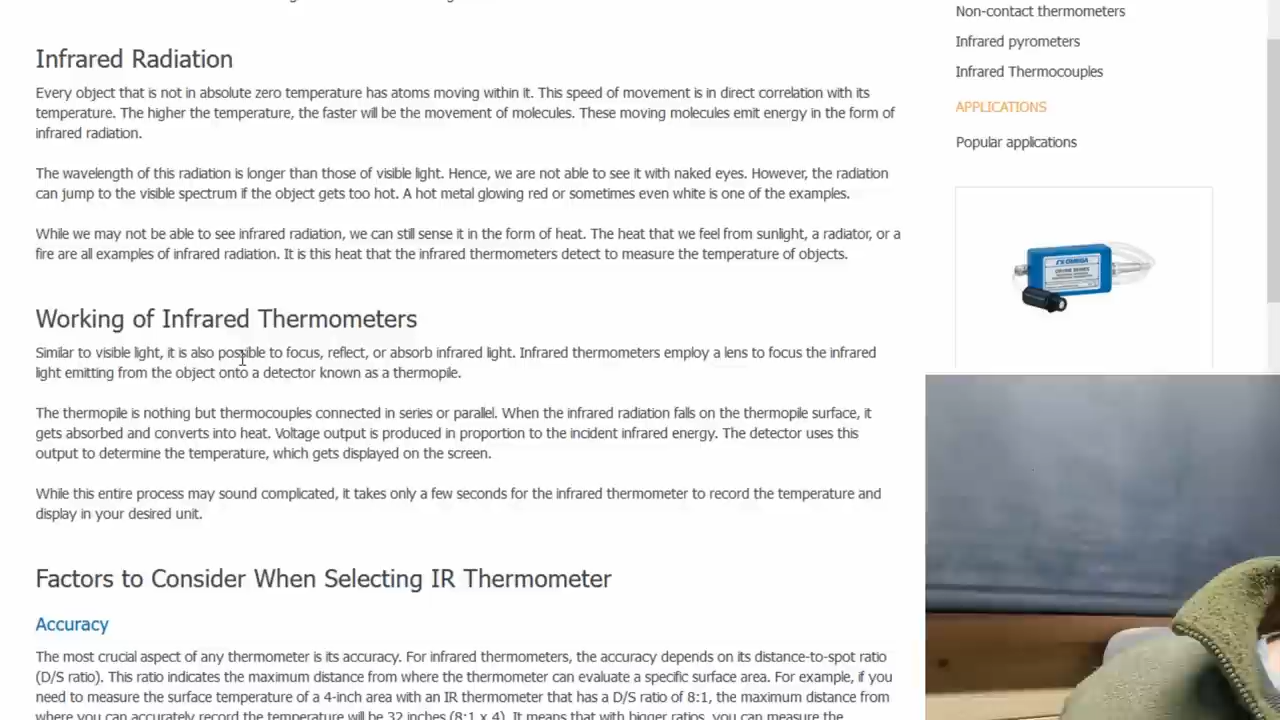 Non-contact thermometers
Infrared pyrometers
Infrared Thermocouples
APPLICATIONS
Popular applications
Infrared Radiation
Every object that is not in absolute zero temperature has atoms moving within it. This speed of movement is in direct correlation with its
temperature. The higher the temperature, the faster will be the movement of molecules. These moving molecules emit energy in the form of
infrared radiation.
The wavelength of this radiation is longer than those of visible light. Hence, we are not able to see it with naked eyes. However, the radiation
can jump to the visible spectrum if the object gets too hot. A hot metal glowing red or sometimes even white is one of the examples.
While we may not be able to see infrared radiation, we can still sense it in the form of heat. The heat that we feel from sunlight, a radiator, or a
fire are all examples of infrared radiation. It is this heat that the infrared thermometers detect to measure the temperature of objects.
OMEGA
Working of Infrared Thermometers
Similar to visible light, it is also possible to focus, reflect, or absorb infrared light. Infrared thermometers employ a lens to focus the infrared
light emitting from the object onto a detector known as a thermopile.
The thermopile is nothing but thermocouples connected in series or parallel. When the infrared radiation falls on the thermopile surface, it
gets absorbed and converts into heat. Voltage output is produced in proportion to the incident infrared energy. The detector uses this
output to determine the temperature, which gets displayed on the screen.
While this entire process may sound complicated, it takes only a few seconds for the infrared thermometer to record the temperature and
display in your desired unit.
Factors to Consider When Selecting IR Thermometer
Accuracy
The most crucial aspect of any thermometer is its accuracy. For infrared thermometers, the accuracy depends on its distance-to-spot ratio
(D/S ratio). This ratio indicates the maximum distance from where the thermometer can evaluate a specific surface area. For example, if you
need to measure the surface temperature of a 4-inch area with an IR thermometer that has a D/S ratio of 8:1, the maximum distance from
where you can accurately record the temperature will be 32 inches (8:1 x 4). It means that with bigger ratios, you can measure the